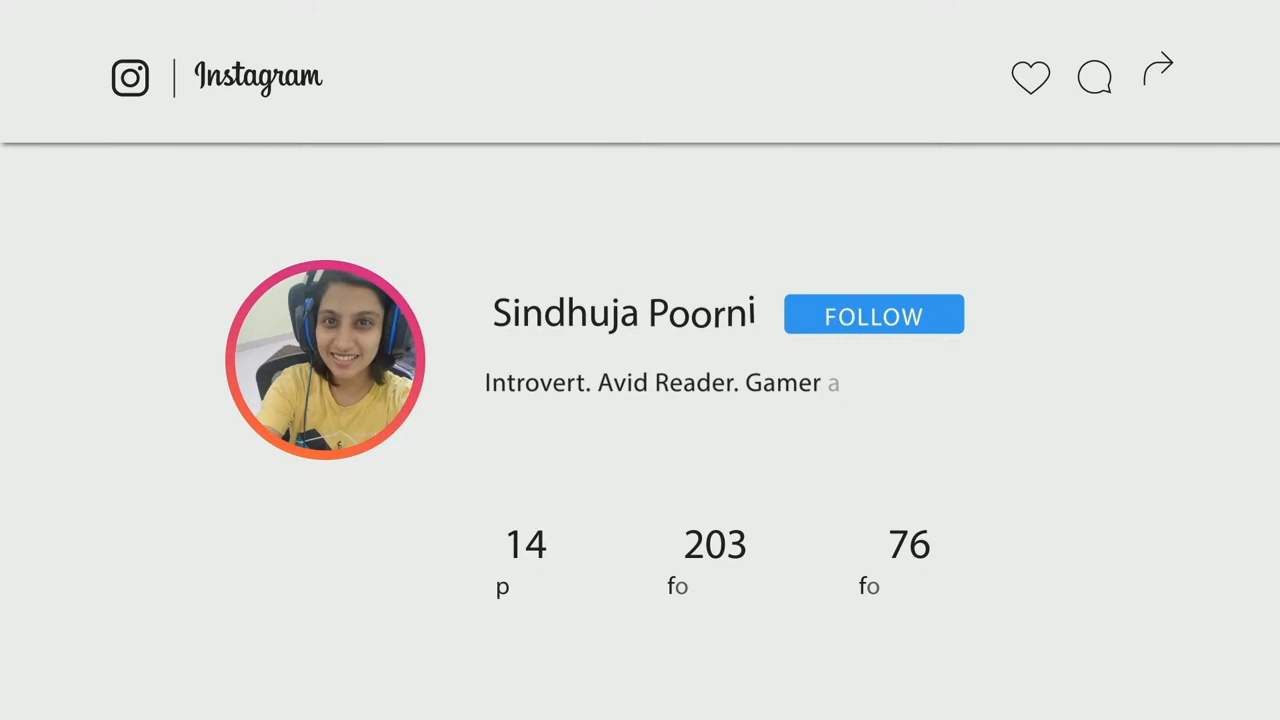 Instagram
Sindhuja Poorni
FOLLOW
Introvert. Avid Reader. Gamer a
14 203 76
p fo fo